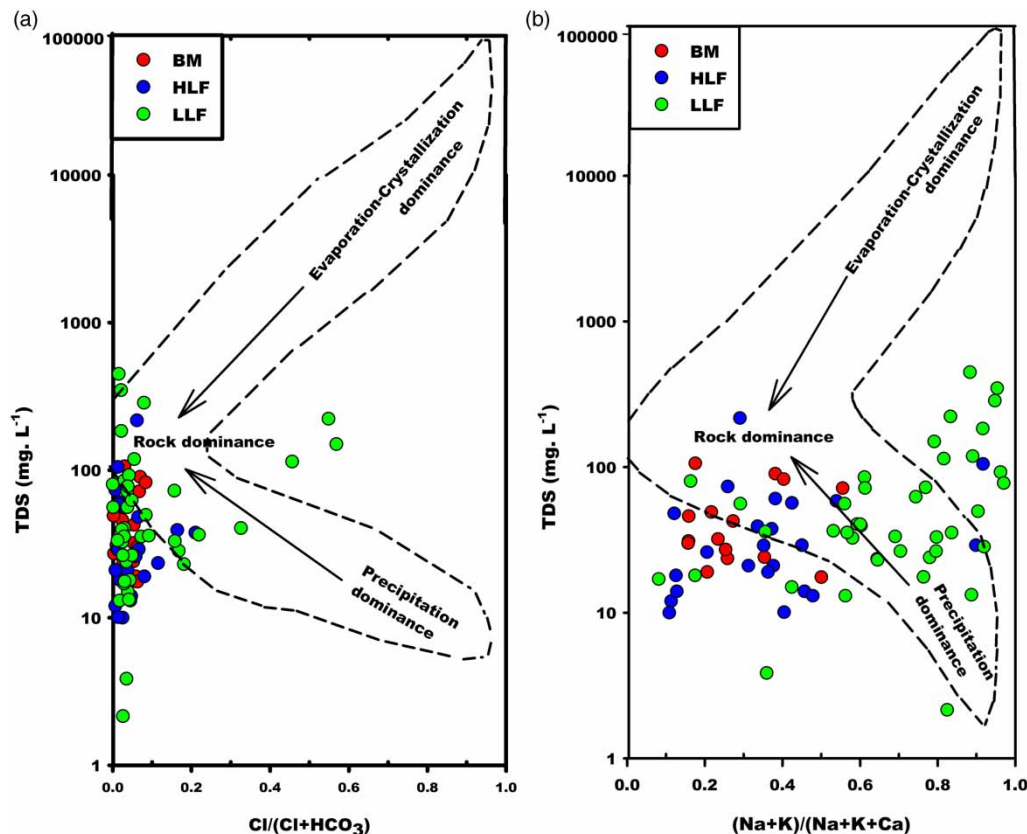 (a)
100000
10000
1000
100
10
1
TDS (mg. L⁻¹)
BM
HLF
LLF
Evaporation-Crystallization
dominance
Rock dominance
Precipitation
dominance
0.0
0.2
0.4
0.6
0.8
1.0
Cl/(Cl+HCO₃)
(b)
100000
10000
1000
100
10
1
TDS (mg. L⁻¹)
BM
HLF
LLF
Evaporation-Crystallization
dominance
Rock dominance
Precipitation
dominance
0.0
0.2
0.4
0.6
0.8
1.0
(Na+K)/(Na+K+Ca)